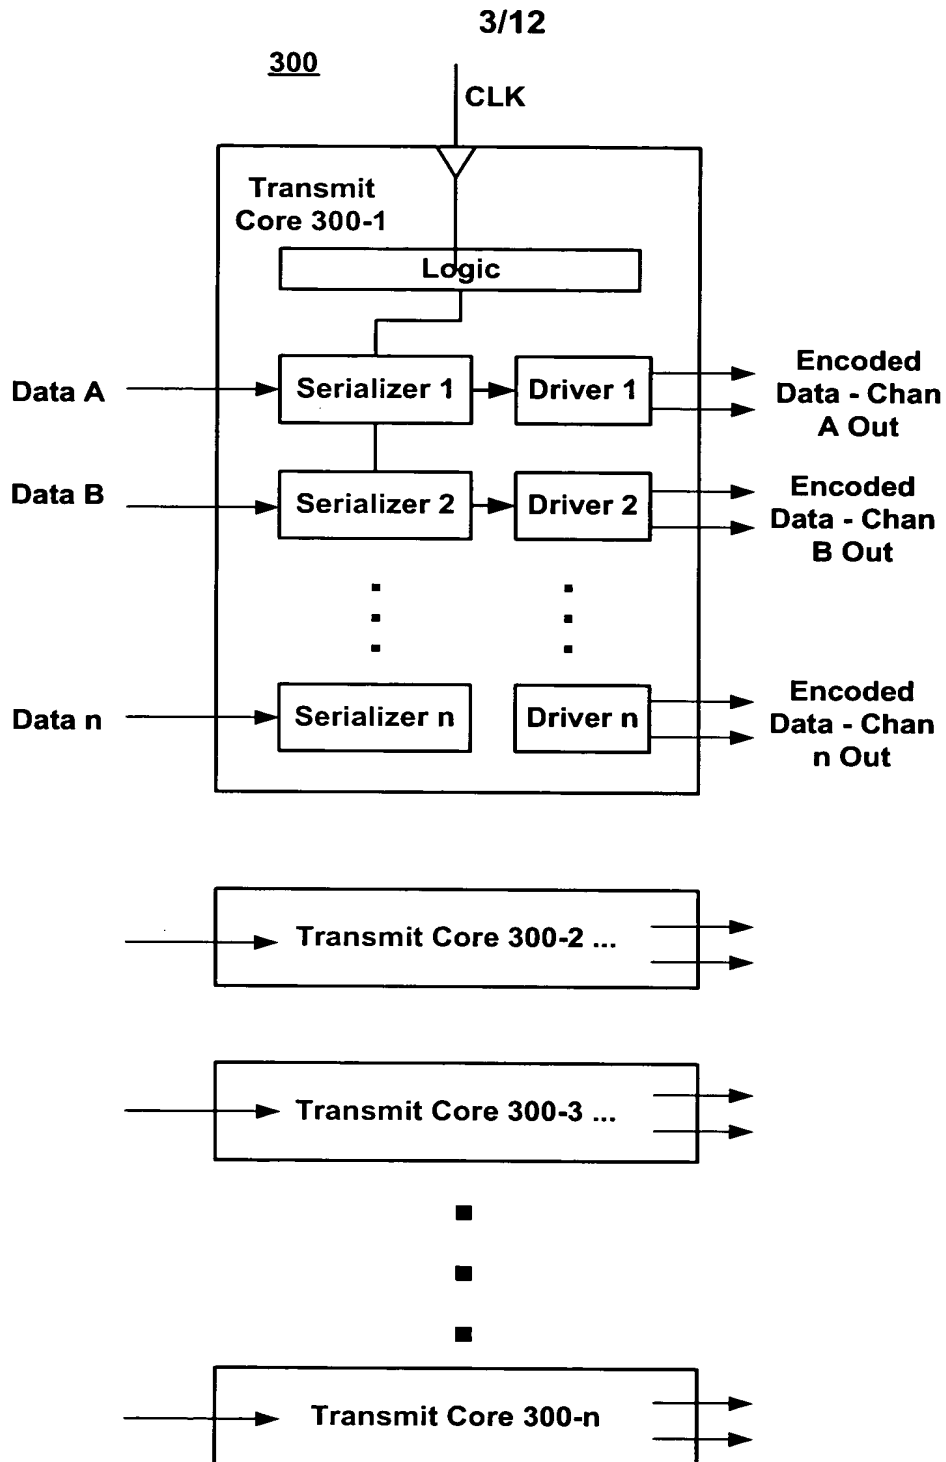 3/12
300
CLK
Transmit
Core 300-1
Logic
Data A
Serializer 1
Driver 1
Encoded
Data - Chan
A Out
Data B
Serializer 2
Driver 2
Encoded
Data - Chan
B Out
Data n
Serializer n
Driver n
Encoded
Data - Chan
n Out
Transmit Core 300-2 ...
Transmit Core 300-3 ...
Transmit Core 300-n